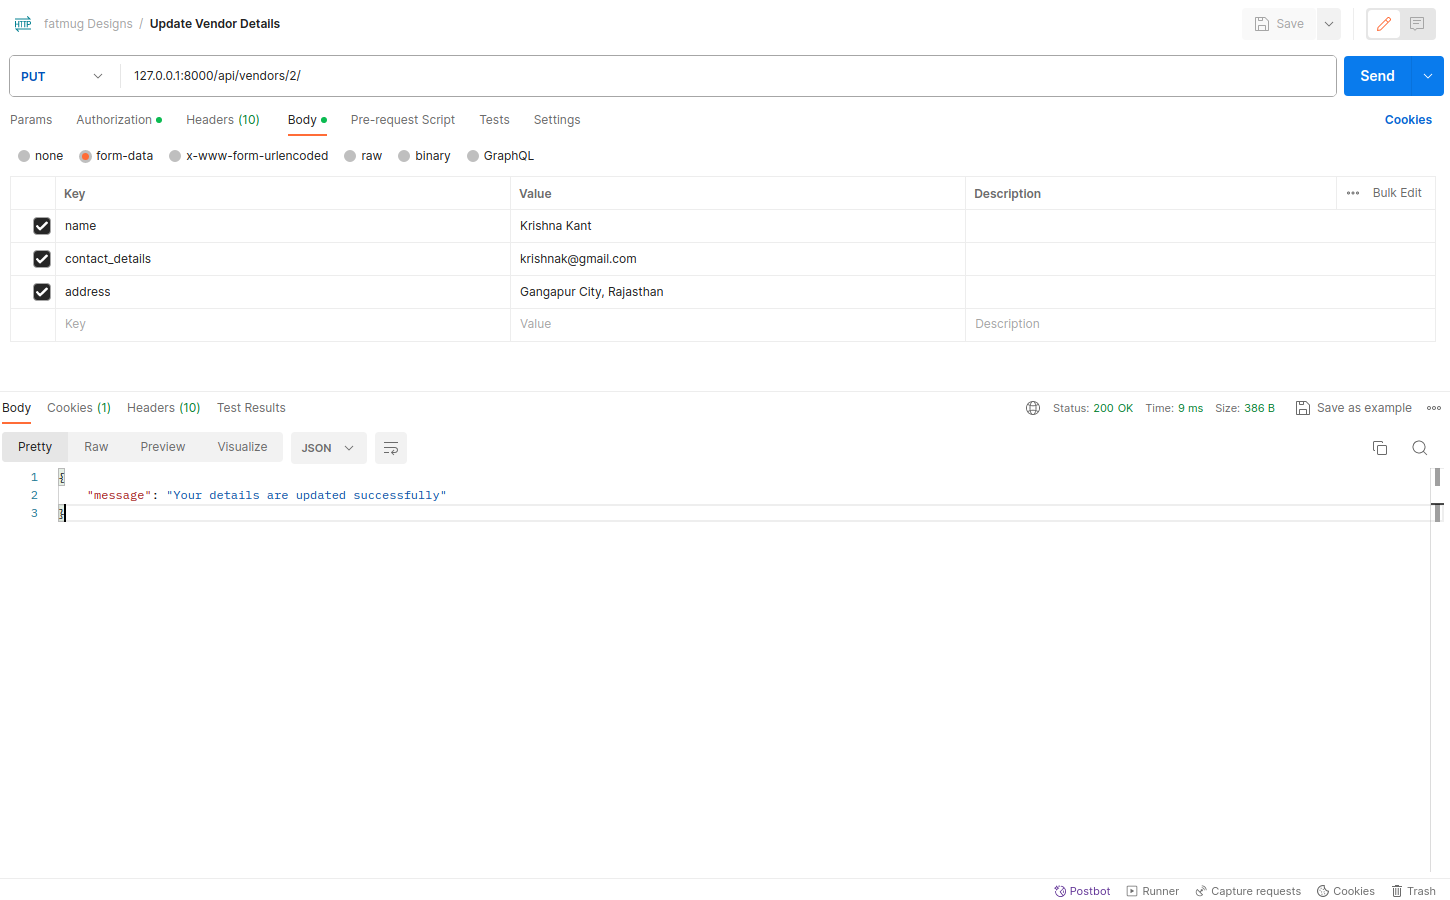 HTTP fatmug Designs / Update Vendor Details Save
PUT 127.0.0.1:8000/api/vendors/2/ Send
Params Authorization Headers (10) Body Pre-request Script Tests Settings Cookies
none form-data x-www-form-urlencoded raw binary GraphQL
Key Value Description Bulk Edit
name Krishna Kant
contact_details krishnak@gmail.com
address Gangapur City, Rajasthan
Key Value Description
Body Cookies (1) Headers (10) Test Results Status: 200 OK Time: 9 ms Size: 386 B Save as example
Pretty Raw Preview Visualize JSON
1 {
2 "message": "Your details are updated successfully"
3 }
Postbot Runner Capture requests Cookies Trash